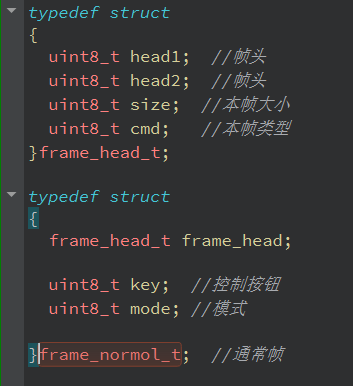 typedef struct
{
uint8_t head1; //帧头
uint8_t head2; //帧头
uint8_t size; //本帧大小
uint8_t cmd; //本帧类型
}frame_head_t;
typedef struct
{
frame_head_t frame_head;
uint8_t key; //控制按钮
uint8_t mode; //模式
}frame_normol_t; //通常帧